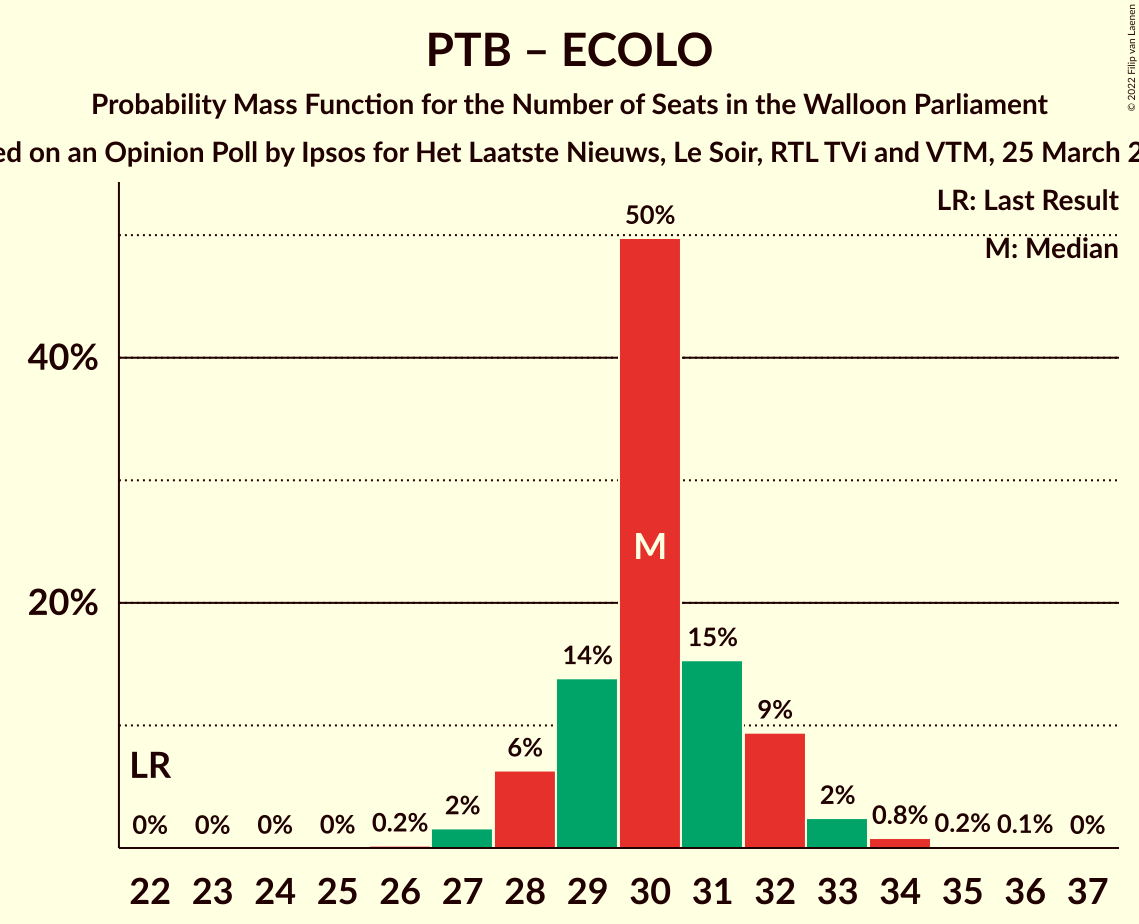 PTB – ECOLO
Probability Mass Function for the Number of Seats in the Walloon Parliament
on an Opinion Poll by Ipsos for Het Laatste Nieuws, Le Soir, RTL TVi and VTM, 25 March
© 2022 Filip van Laenen
LR: Last Result
M: Median
50%
40%
M
20%
15%
14%
9%
6%
LR
2%
2%
0% 0% 0% 0% 0.2% 0.8% 0.2% 0.1% 0%
22 23 24 25 26 27 28 29 30 31 32 33 34 35 36 37